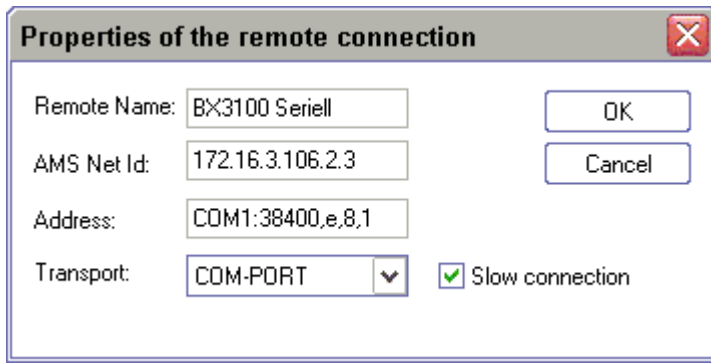 Properties of the remote connection
Remote Name: BX3100 Seriell
OK
AMS Net Id: 172.16.3.106.2.3
Cancel
Address: COM1:38400,e,8,1
Transport: COM-PORT
Slow connection